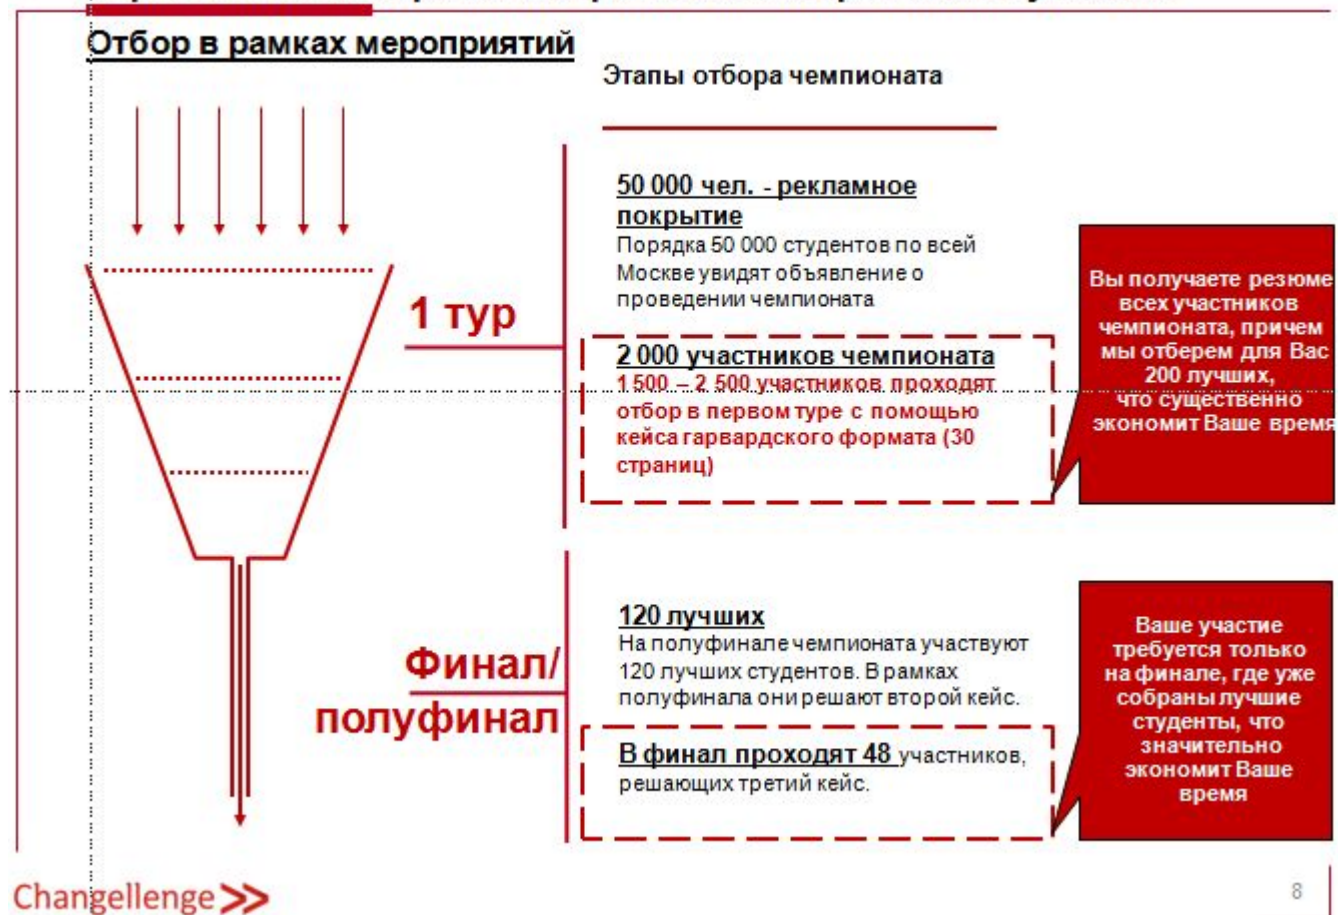 Отбор в рамках мероприятий
Этапы отбора чемпионата
1 тур
50 000 чел. - рекламное
покрытие
Порядка 50 000 студентов по всей
Москве увидят объявление о
проведении чемпионата
2 000 участников чемпионата
1 500 – 2 500 участников проходят
отбор в первом туре с помощью
кейса гарвардского формата (30
страниц)
Вы получаете резюме
всех участников
чемпионата, причем
мы отберем для Вас
200 лучших,
что существенно
экономит Ваше время
Финал/
полуфинал
120 лучших
На полуфинале чемпионата участвуют
120 лучших студентов. В рамках
полуфинала они решают второй кейс.
В финал проходят 48 участников,
решающих третий кейс.
Ваше участие
требуется только
на финале, где уже
собраны лучшие
студенты, что
значительно
экономит Ваше
время
Changellenge >>
8